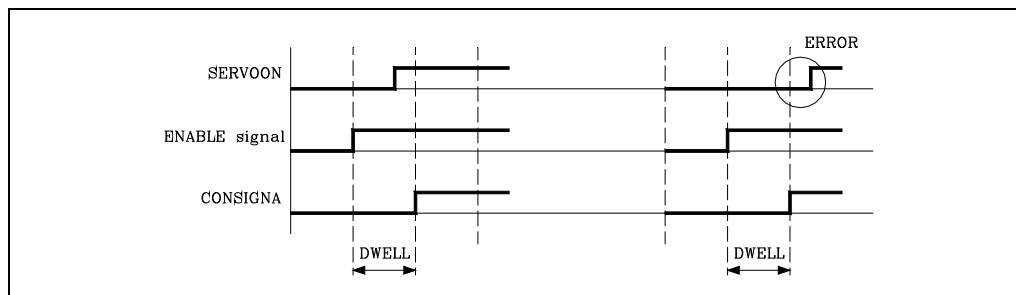 ERROR
SERVOON
ENABLE signal
CONSIGNA
DWELL
DWELL